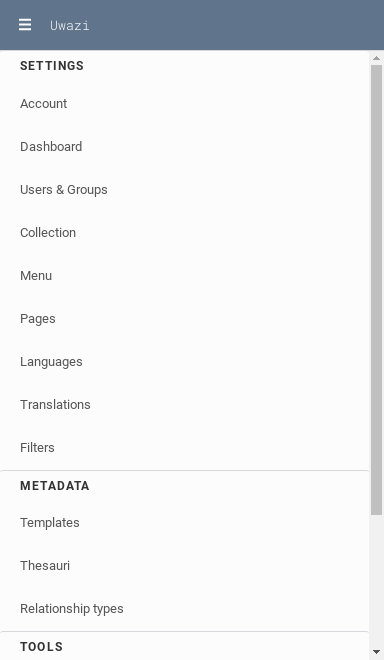 Uwazi
SETTINGS
Account
Dashboard
Users & Groups
Collection
Menu
Pages
Languages
Translations
Filters
METADATA
Templates
Thesauri
Relationship types
TOOLS